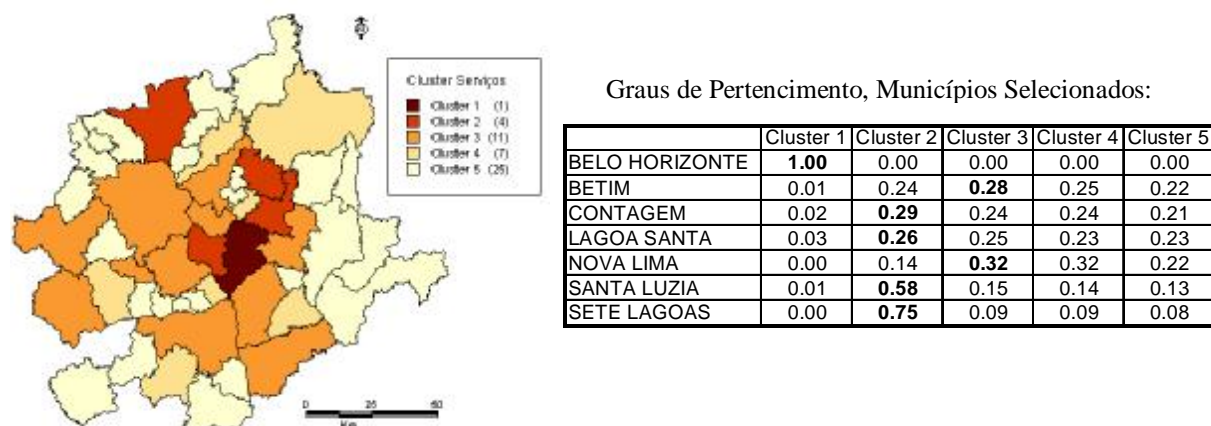 Cluster Serviços
Cluster 1 (1)
Cluster 2 (4)
Cluster 3 (11)
Cluster 4 (7)
Cluster 5 (25)
0 25 50
Km
Graus de Pertencimento, Municípios Selecionados:
Cluster 1 Cluster 2 Cluster 3 Cluster 4 Cluster 5
BELO HORIZONTE 1.00 0.00 0.00 0.00 0.00
BETIM 0.01 0.24 0.28 0.25 0.22
CONTAGEM 0.02 0.29 0.24 0.24 0.21
LAGOA SANTA 0.03 0.26 0.25 0.23 0.23
NOVA LIMA 0.00 0.14 0.32 0.32 0.22
SANTA LUZIA 0.01 0.58 0.15 0.14 0.13
SETE LAGOAS 0.00 0.75 0.09 0.09 0.08